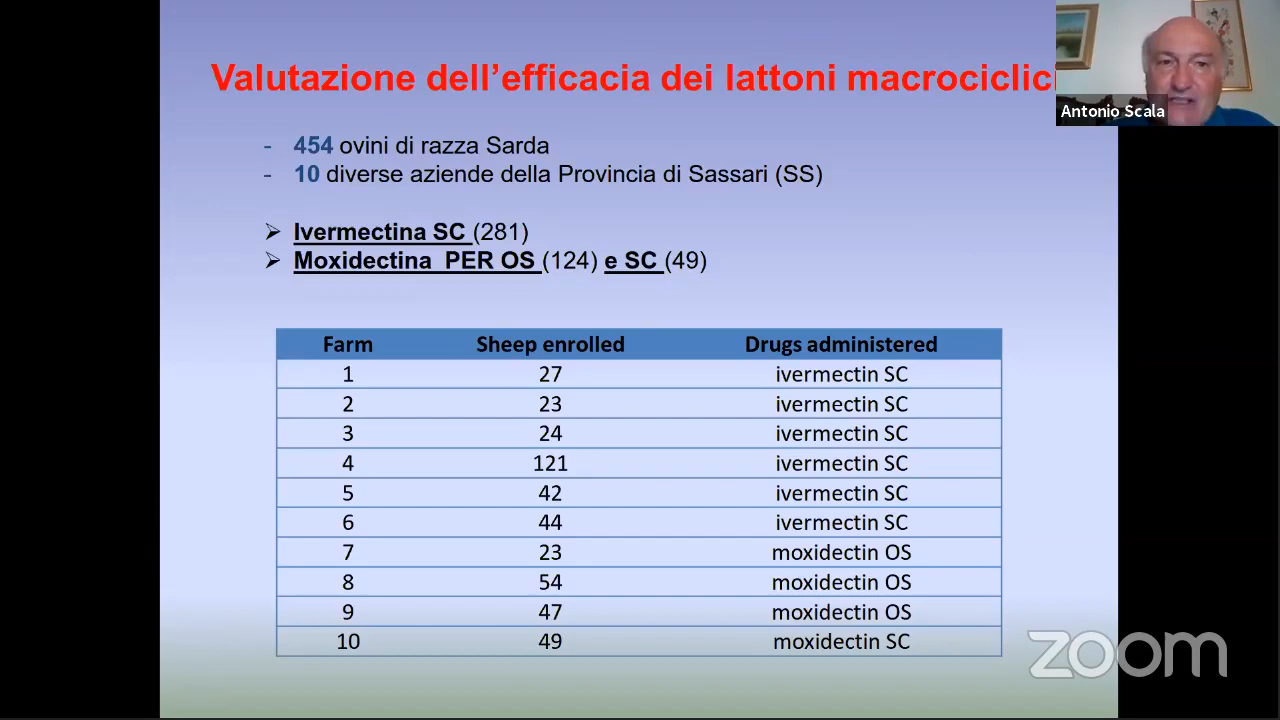 Valutazione dell'efficacia dei lattoni macrociclici
Antonio Scala
- 454 ovini di razza Sarda
- 10 diverse aziende della Provincia di Sassari (SS)
➢ Ivermectina SC (281)
➢ Moxidectina PER OS (124) e SC (49)
Farm Sheep enrolled Drugs administered
1 27 ivermectin SC
2 23 ivermectin SC
3 24 ivermectin SC
4 121 ivermectin SC
5 42 ivermectin SC
6 44 ivermectin SC
7 23 moxidectin OS
8 54 moxidectin OS
9 47 moxidectin OS
10 49 moxidectin SC
zoom